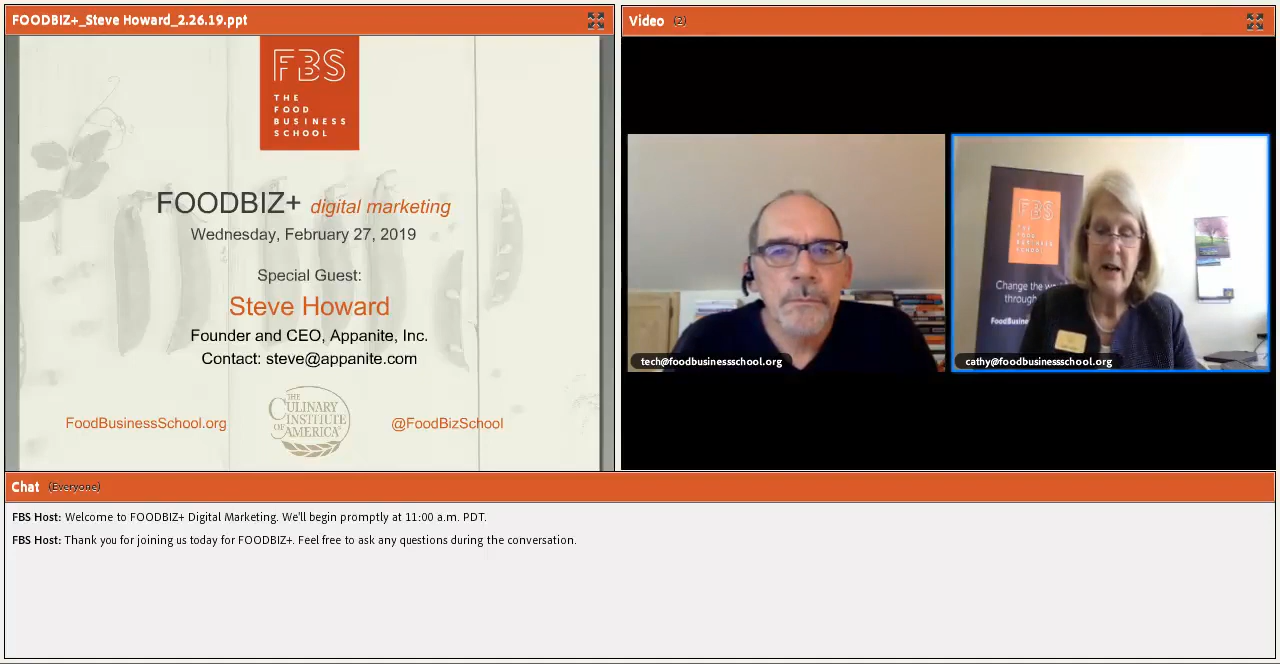 FOODBIZ+_Steve Howard_2.26.19.ppt
FBS
THE
FOOD
BUSINESS
SCHOOL
FOODBIZ+ digital marketing
Wednesday, February 27, 2019
Special Guest:
Steve Howard
Founder and CEO, Appanite, Inc.
Contact: steve@appanite.com
FoodBusinessSchool.org
THE
CULINARY
INSTITUTE
OF AMERICA
@FoodBizSchool
Video (2)
tech@foodbusinessschool.org
FBS
THE
FOOD
BUSINESS
SCHOOL
Change the
through
cathy@foodbusinessschool.org
Chat (Everyone)
FBS Host: Welcome to FOODBIZ+ Digital Marketing. We'll begin promptly at 11:00 a.m. PDT.
FBS Host: Thank you for joining us today for FOODBIZ+. Feel free to ask any questions during the conversation.